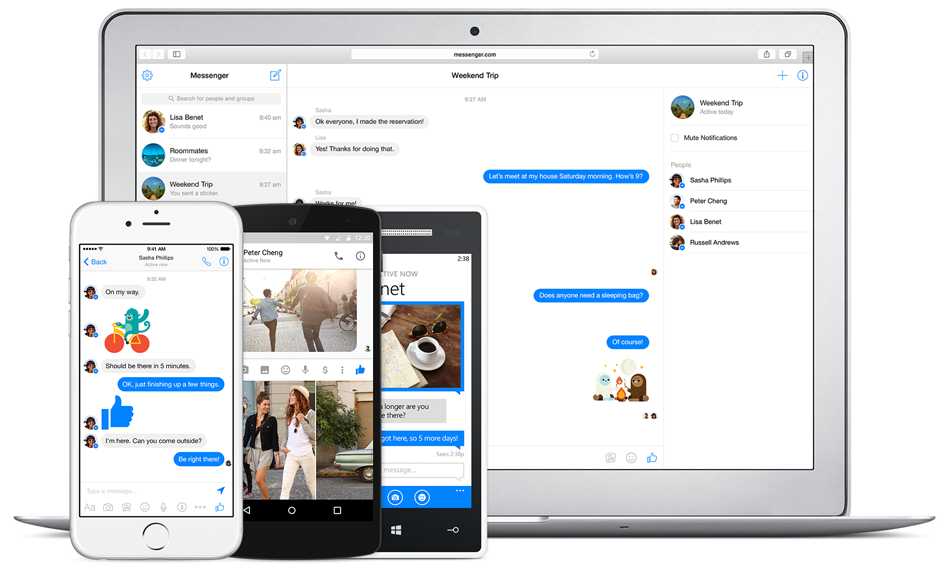 messenger.com
Messenger
Weekend Trip
Search for people and groups
Lisa Benet
9:40 am
Sounds good
Roommates
9:32 am
Dinner tonight?
Weekend Trip
9:27 am
You sent a sticker.
9:27 AM
Sasha
Ok everyone, I made the reservation!
Lisa
Yes! Thanks for doing that.
Let's meet at my house Saturday morning. How's 9?
Sasha
Works for me!
Does anyone need a sleeping bag?
Of course!
Weekend Trip
Active today
Mute Notifications
People
Sasha Phillips
Peter Cheng
Lisa Benet
Russell Andrews
9:41 AM
100%
Back
Sasha Phillips
Active now
9:32 AM
On my way.
Should be there in 5 minutes.
OK, just finishing up a few things.
I'm here. Can you come outside?
Be right there!
Type a message...
Aa
12:30
Peter Cheng
Active Now
$
2:38
TIVE NOW
net
longer are you
e there?
got here, so 5 more days!
Seen 2:38p
message...